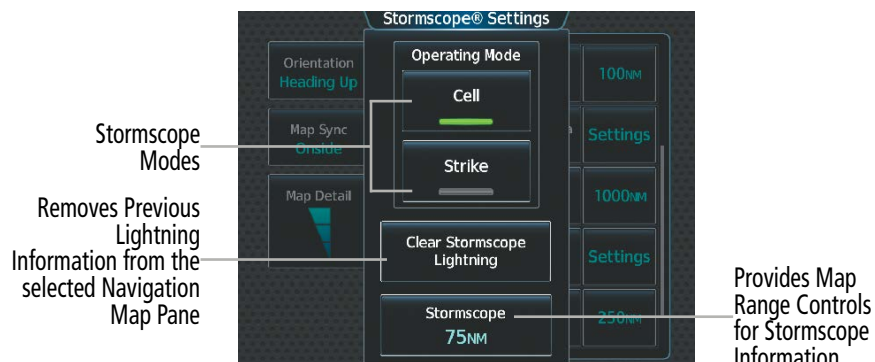 Stormscope® Settings
Operating Mode
Cell
Strike
Clear Stormscope
Lightning
Stormscope
75NM
Orientation
Heading Up
Map Sync
Onside
Map Detail
100NM
Settings
1000NM
Settings
250NM
Stormscope
Modes
Removes Previous
Lightning
Information from the
selected Navigation
Map Pane
Provides Map
Range Controls
for Stormscope
Information